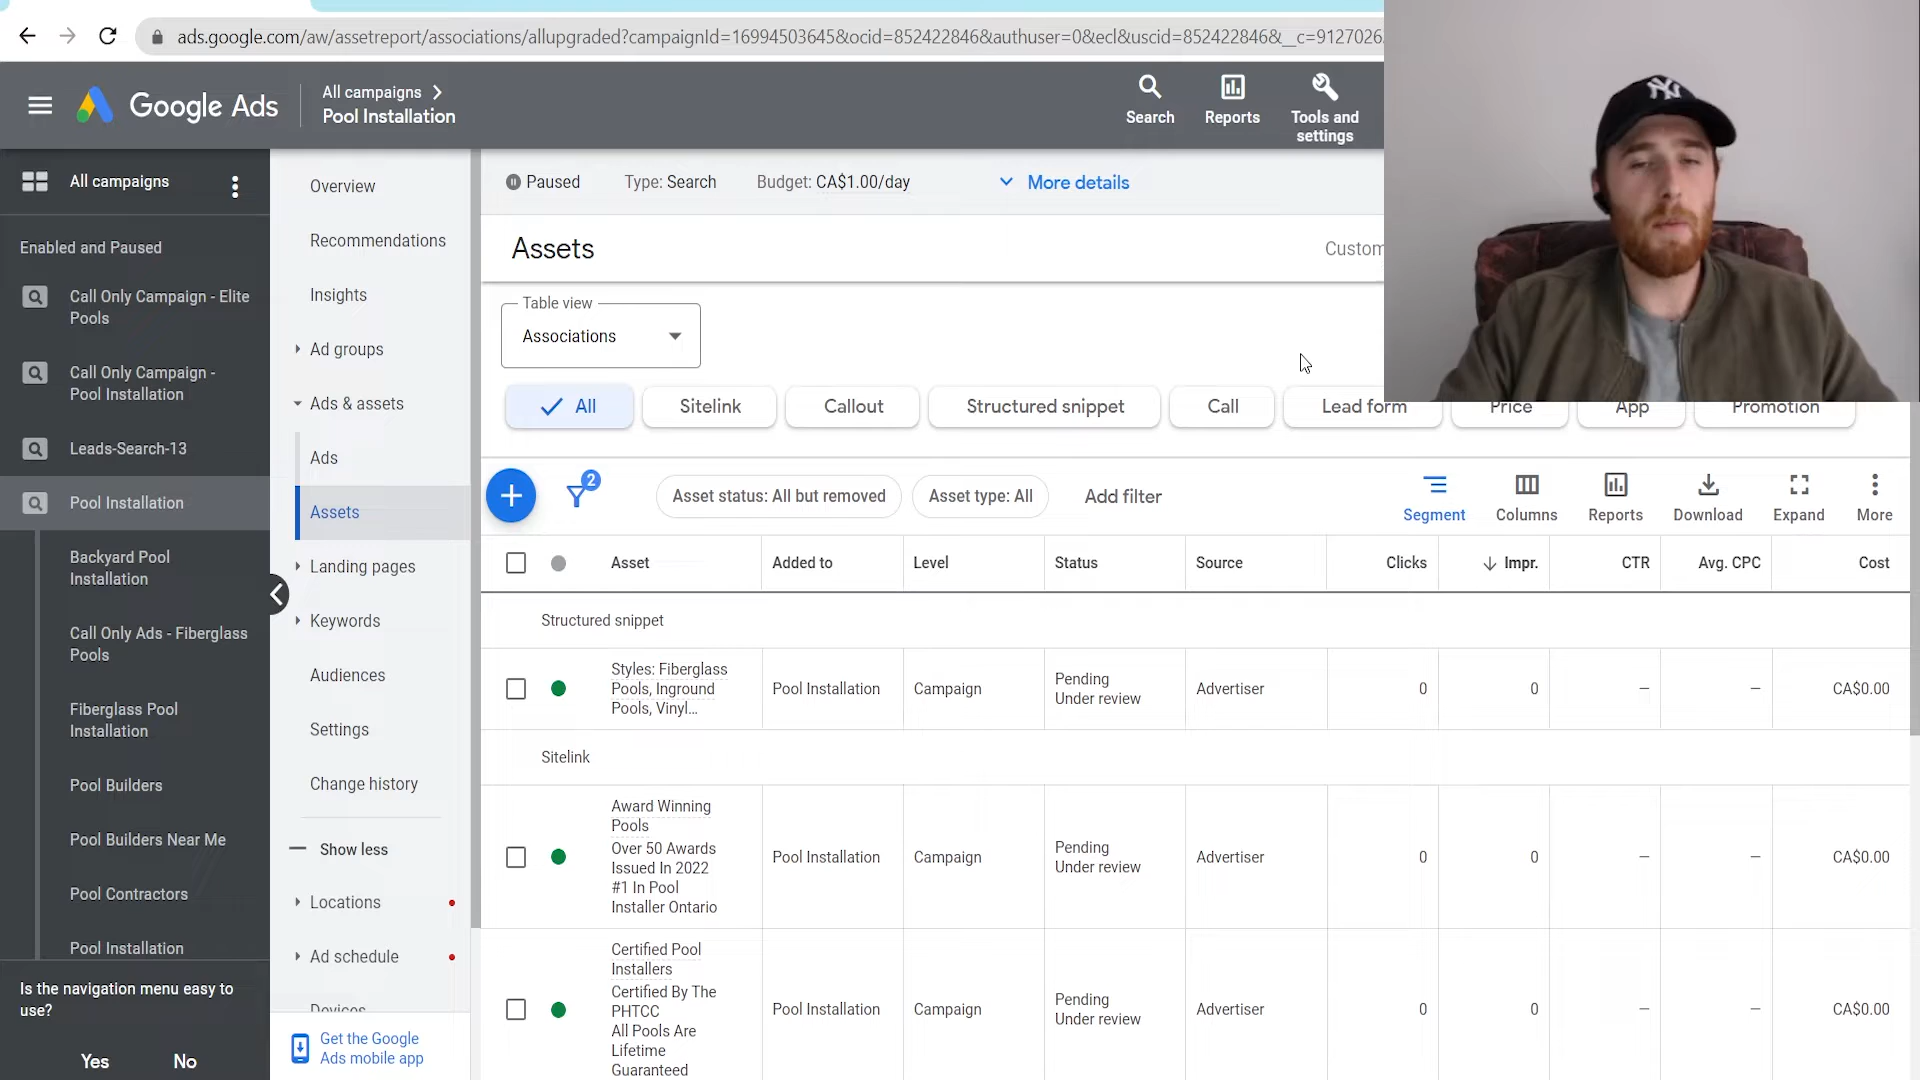 ads.google.com/aw/assetreport/associations/allupgraded?campaignId=16994503645&ocid=852422846&authuser=0&ecl&uscid=852422846&__c=9127026
Google Ads
All campaigns
Pool Installation
Search
Reports
Tools and
settings
NY
All campaigns
Enabled and Paused
Call Only Campaign - Elite
Pools
Call Only Campaign -
Pool Installation
Leads-Search-13
Pool Installation
Backyard Pool
Installation
Call Only Ads - Fiberglass
Pools
Fiberglass Pool
Installation
Pool Builders
Pool Builders Near Me
Pool Contractors
Pool Installation
Is the navigation menu easy to
use?
Yes No
Overview
Recommendations
Insights
Ad groups
Ads & assets
Ads
Assets
Landing pages
Keywords
Audiences
Settings
Change history
Show less
Locations
Ad schedule
Devices
Get the Google
Ads mobile app
Paused Type: Search Budget: CA$1.00/day More details
Assets
Custom
Table view
Associations
All Sitelink Callout Structured snippet Call Lead form Price App Promotion
2
Asset status: All but removed Asset type: All Add filter
Segment Columns Reports Download Expand More
Asset Added to Level Status Source Clicks Impr. CTR Avg. CPC Cost
Structured snippet
Styles: Fiberglass
Pools, Inground
Pools, Vinyl...
Pool Installation Campaign Pending
Under review
Advertiser 0 0 – – CA$0.00
Sitelink
Award Winning
Pools
Over 50 Awards
Issued In 2022
#1 In Pool
Installer Ontario
Pool Installation Campaign Pending
Under review
Advertiser 0 0 – – CA$0.00
Certified Pool
Installers
Certified By The
PHTCC
All Pools Are
Lifetime
Guaranteed
Pool Installation Campaign Pending
Under review
Advertiser 0 0 – – CA$0.00